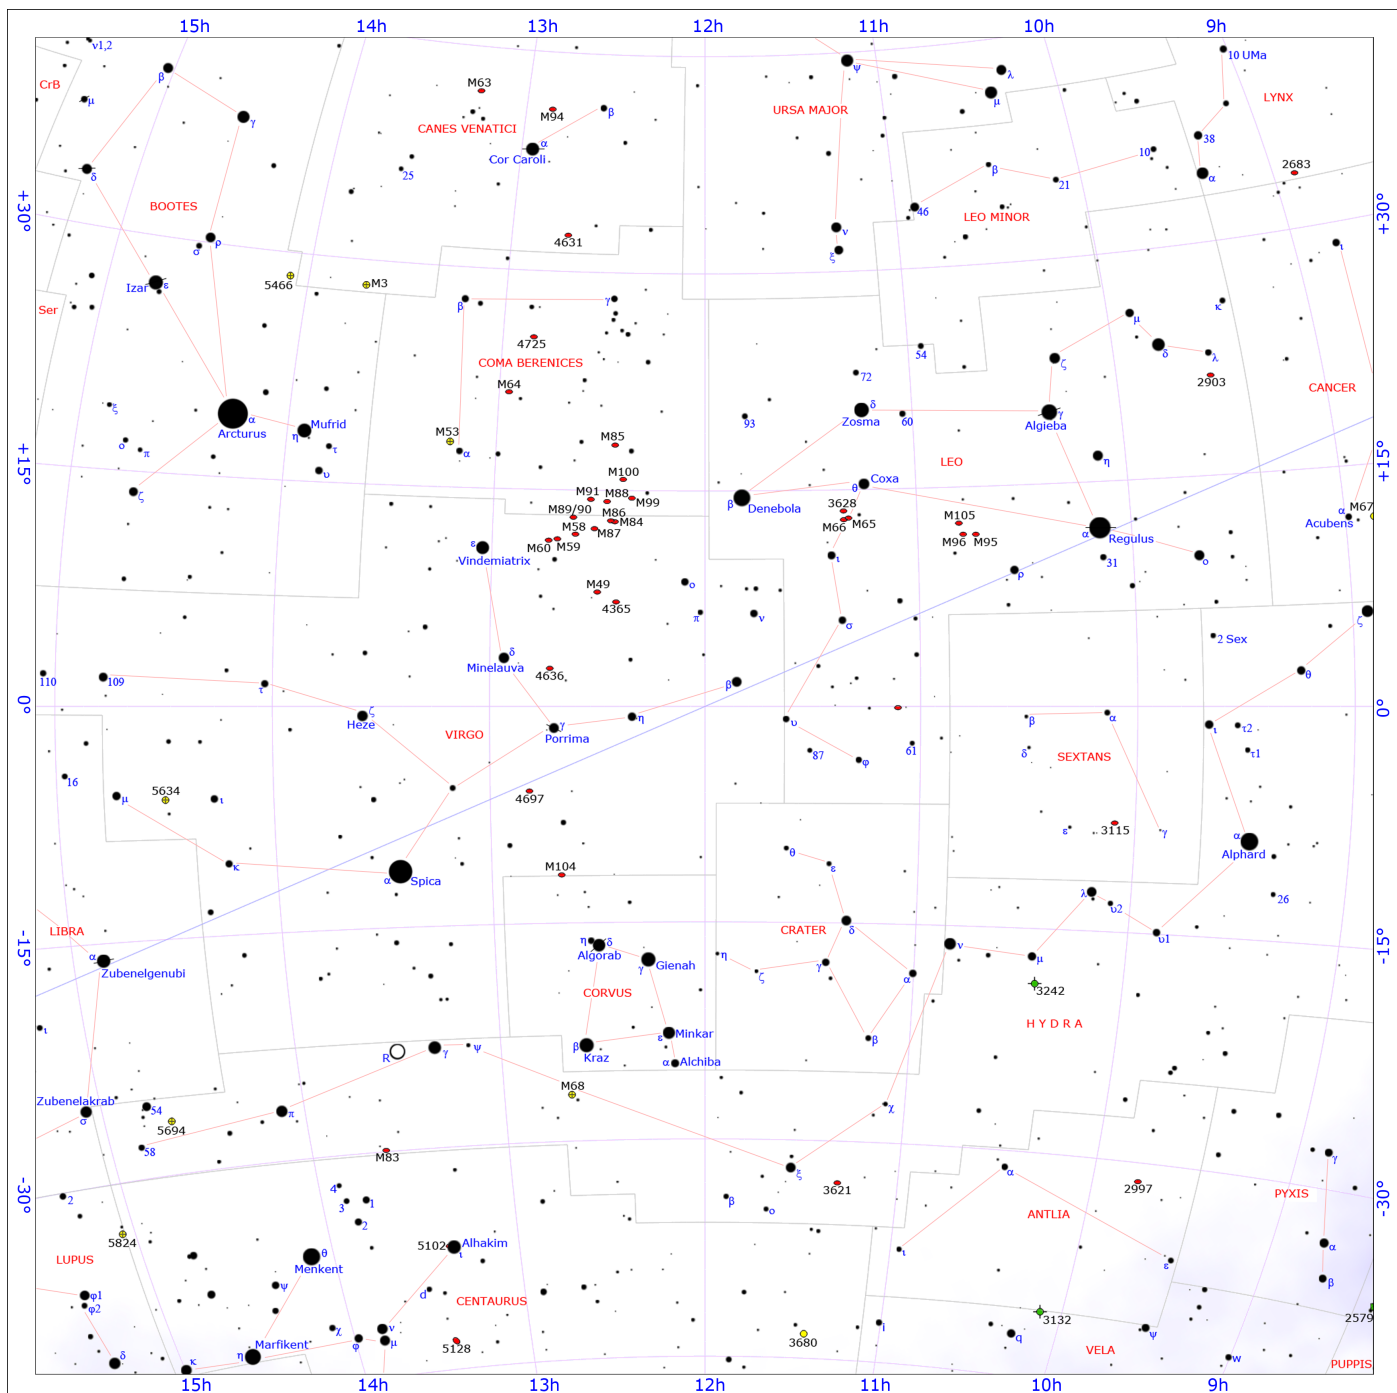 15h 14h 13h 12h 11h 10h 9h
ν1,2
10 UMa
β
CrB
μ
γ
M63
M94
β
CANES VENATICI
α
Cor Caroli
25
ψ
λ
μ
URSA MAJOR
LYNX
38
α
2683
10
β
21
46
LEO MINOR
δ
BOOTES
+30°
+30°
ρ
σ
4631
ν
ξ
ι
5466
M3
Izar
ε
Ser
β
γ
κ
4725
COMA BERENICES
μ
54
ζ
δ
λ
2903
72
CANCER
M64
ξ
α
Arcturus
Mufrid
η
ο
π
τ
υ
M53
α
M85
93
δ
Zosma
60
γ
Algieba
+15°
+15°
ζ
M100
M91
M88
M99
M89/90
M86
M84
M58
M87
M60
M59
LEO
η
Coxa
θ
β
Denebola
3628
M66
M65
M105
M96
M95
α
Regulus
α
M67
Acubens
ε
Vindemiatrix
ι
ρ
31
ο
M49
4365
ο
π
ν
σ
2 Sex
ζ
δ
Minelauva
4636
θ
110
109
τ
β
0°
0°
ζ
Heze
VIRGO
γ
Porrima
η
υ
β
α
ι
τ2
τ1
δ
SEXTANS
87
φ
61
16
μ
5634
ι
4697
ε
3115
γ
α
Alphard
κ
α
Spica
M104
θ
ε
λ
υ2
26
υ1
LIBRA
-15°
-15°
α
Zubenelgenubi
η
δ
Algorab
γ
Gienah
CORVUS
CRATER
δ
η
ζ
γ
α
ν
μ
3242
H Y D R A
ι
R
γ
ψ
β
Kraz
ε
Minkar
α
Alchiba
β
M68
χ
Zubenelakrab
σ
54
5694
58
π
M83
ξ
3621
α
2997
γ
-30°
-30°
2
4
3
1
2
β
ο
ANTLIA
PYXIS
5824
LUPUS
θ
Menkent
5102
Alhakim
ι
ι
ε
α
β
φ1
φ2
ψ
d
CENTAURUS
χ
ν
μ
φ
5128
3680
i
3132
q
ψ
2579
VELA
PUPPIS
δ
κ
η
Marfikent
w
15h 14h 13h 12h 11h 10h 9h